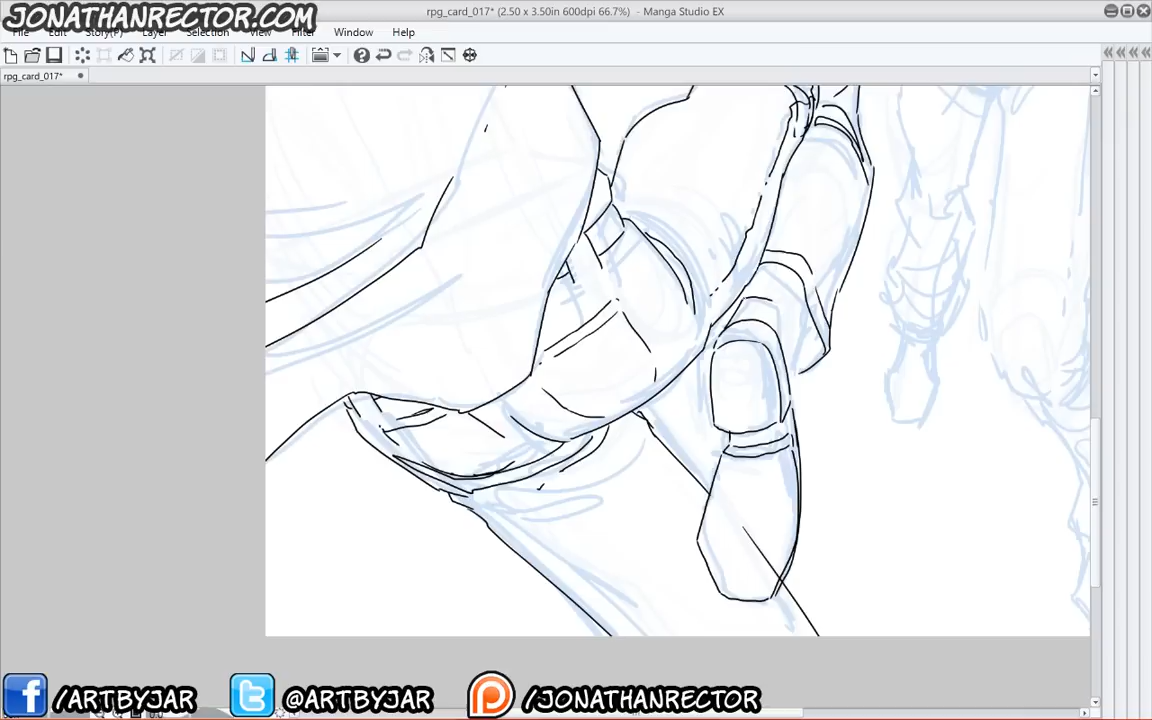 JONATHANRECTOR.COM
rpg_card_017* (2.50 x 3.50in 600dpi 66.7%) - Manga Studio EX
File Edit Story(P) Layer Selection View Filter Window Help
rpg_card_017*
/ARTBYJAR @ARTBYJAR /JONATHANRECTOR